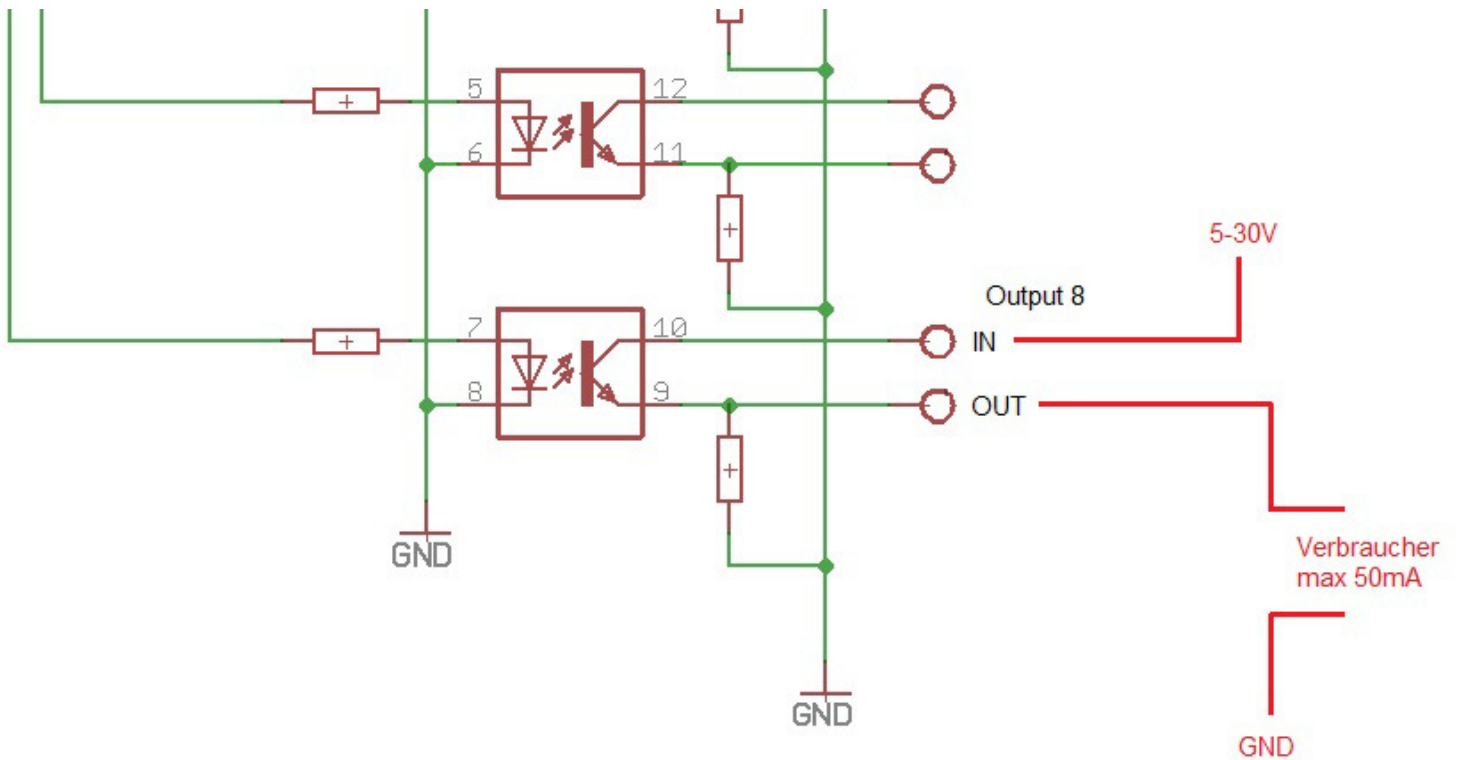 5
12
6
11
5-30V
Output 8
7
10
IN
8
9
OUT
GND
Verbraucher
max 50mA
GND
GND